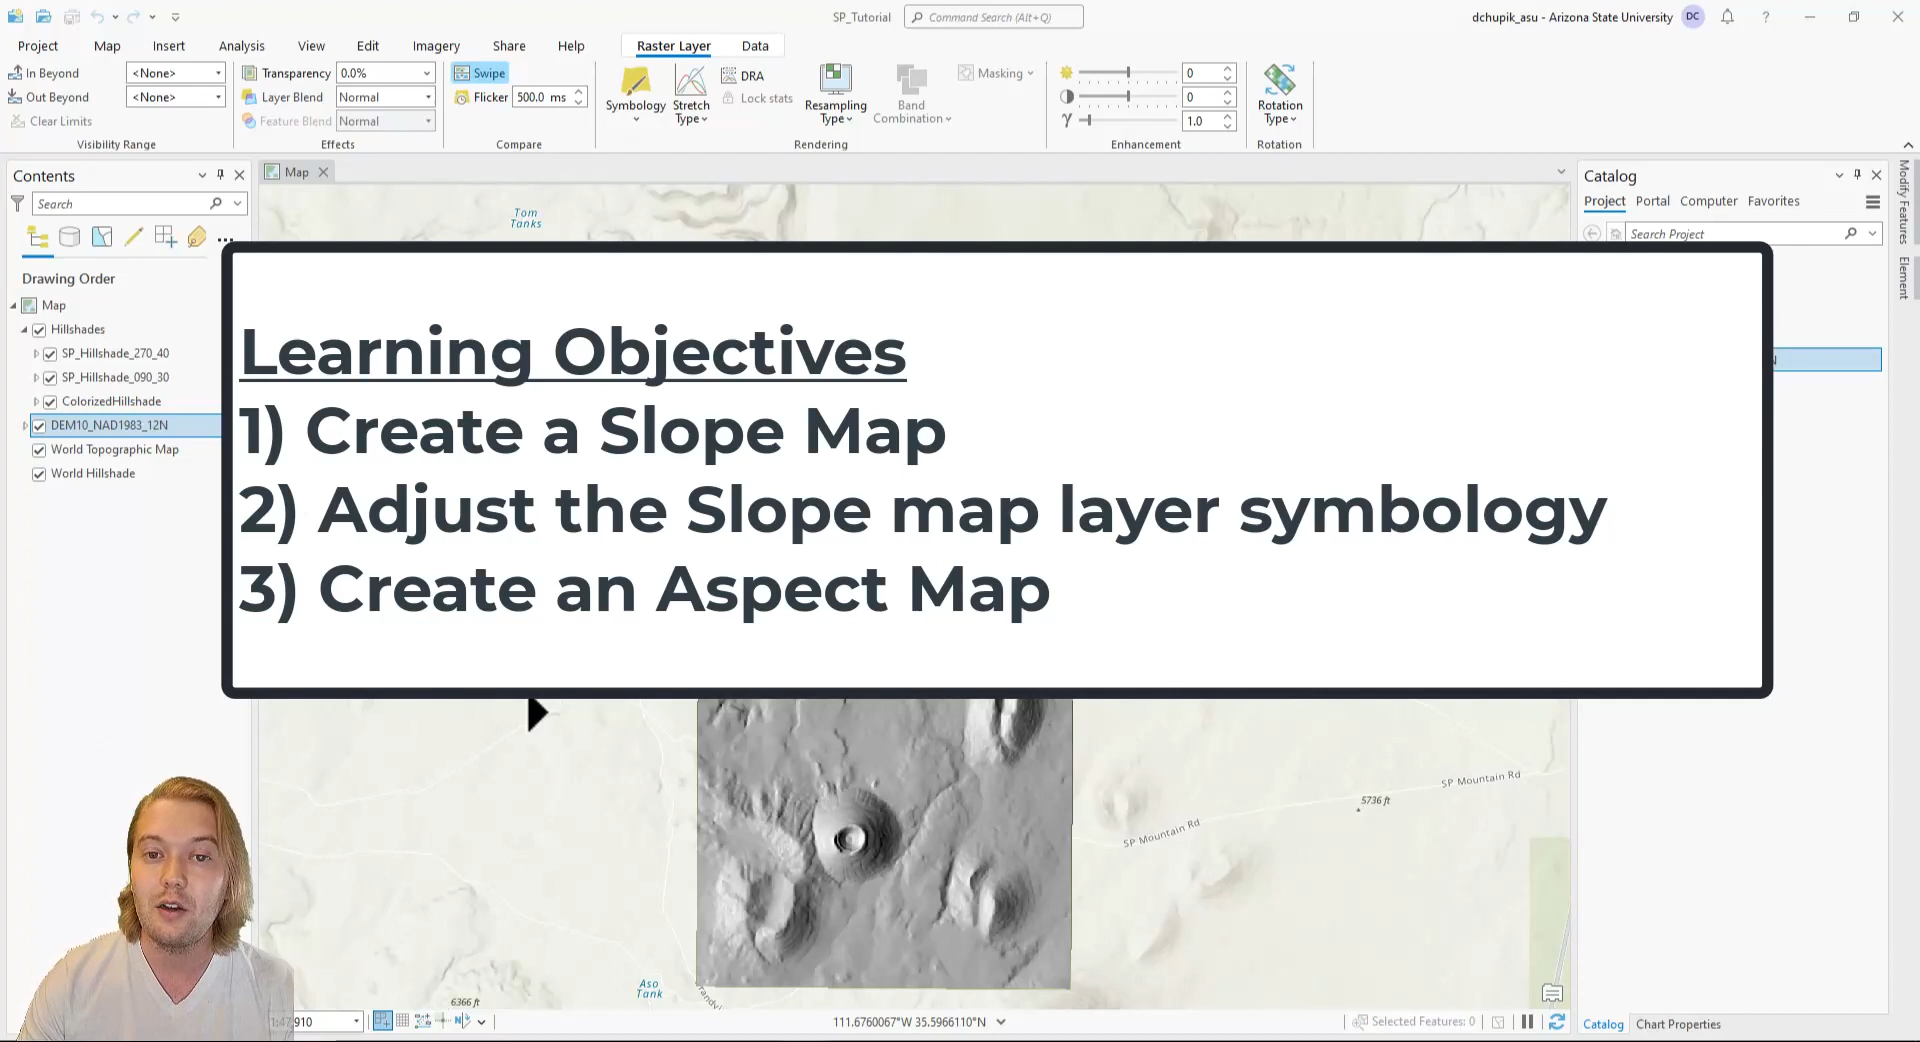 SP_Tutorial
Command Search (Alt+Q)
dchupik_asu - Arizona State University
DC
?
Project Map Insert Analysis View Edit Imagery Share Help Raster Layer Data
In Beyond <None>
Out Beyond <None>
Clear Limits
Visibility Range
Transparency 0.0%
Layer Blend Normal
Feature Blend Normal
Effects
Swipe
Flicker 500.0 ms
Compare
Symbology
Stretch
Type
DRA
Lock stats
Resampling
Type
Band
Combination
Masking
Rendering
0
0
γ 1.0
Enhancement
Rotation
Type
Rotation
Contents
Search
Drawing Order
Map
Hillshades
SP_Hillshade_270_40
SP_Hillshade_090_30
ColorizedHillshade
DEM10_NAD1983_12N
World Topographic Map
World Hillshade
Map
Tom
Tanks
Learning Objectives
1) Create a Slope Map
2) Adjust the Slope map layer symbology
3) Create an Aspect Map
SP Mountain Rd
5736 ft
SP Mountain Rd
Aso
Tank
6366 ft
910
111.6760067°W 35.5966110°N
Selected Features: 0
Catalog
Project Portal Computer Favorites
Search Project
Catalog Chart Properties
Modify Features
Element